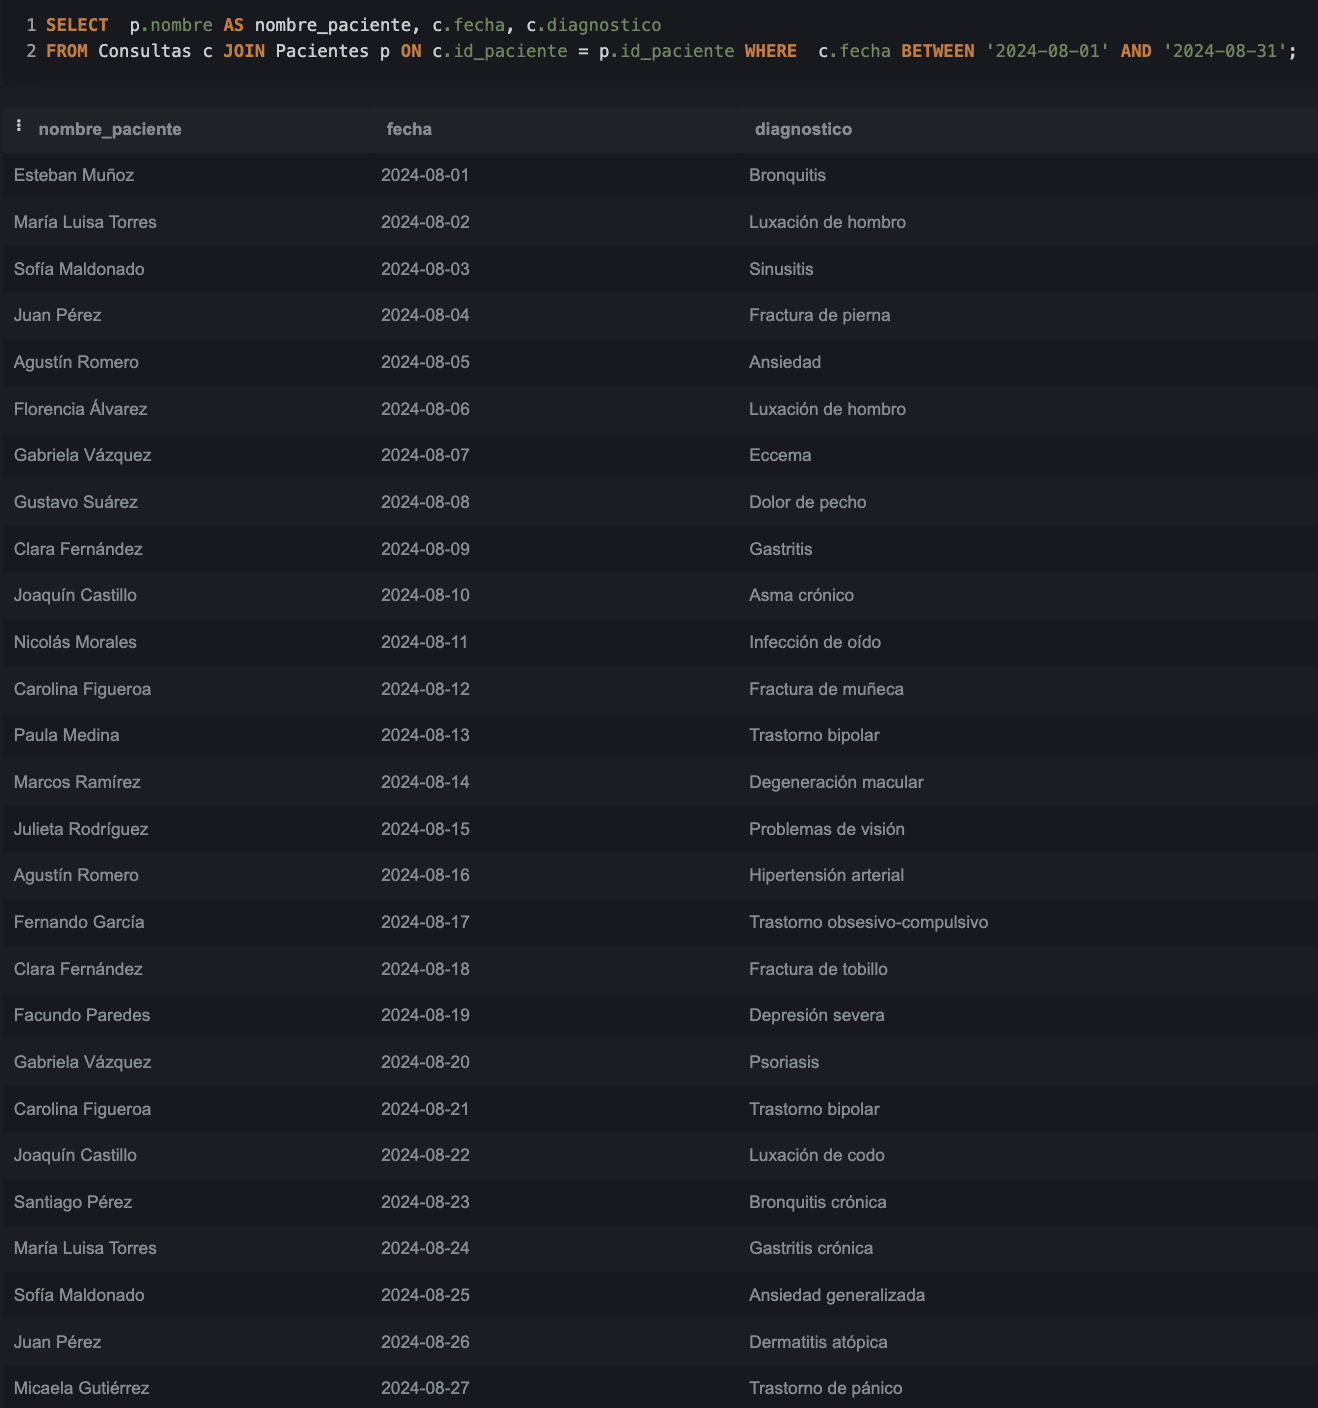 1 SELECT  p.nombre AS nombre_paciente, c.fecha, c.diagnostico
2 FROM Consultas c JOIN Pacientes p ON c.id_paciente = p.id_paciente WHERE  c.fecha BETWEEN '2024-08-01' AND '2024-08-31';
nombre_paciente fecha diagnostico
Esteban Muñoz 2024-08-01 Bronquitis
María Luisa Torres 2024-08-02 Luxación de hombro
Sofía Maldonado 2024-08-03 Sinusitis
Juan Pérez 2024-08-04 Fractura de pierna
Agustín Romero 2024-08-05 Ansiedad
Florencia Álvarez 2024-08-06 Luxación de hombro
Gabriela Vázquez 2024-08-07 Eccema
Gustavo Suárez 2024-08-08 Dolor de pecho
Clara Fernández 2024-08-09 Gastritis
Joaquín Castillo 2024-08-10 Asma crónico
Nicolás Morales 2024-08-11 Infección de oído
Carolina Figueroa 2024-08-12 Fractura de muñeca
Paula Medina 2024-08-13 Trastorno bipolar
Marcos Ramírez 2024-08-14 Degeneración macular
Julieta Rodríguez 2024-08-15 Problemas de visión
Agustín Romero 2024-08-16 Hipertensión arterial
Fernando García 2024-08-17 Trastorno obsesivo-compulsivo
Clara Fernández 2024-08-18 Fractura de tobillo
Facundo Paredes 2024-08-19 Depresión severa
Gabriela Vázquez 2024-08-20 Psoriasis
Carolina Figueroa 2024-08-21 Trastorno bipolar
Joaquín Castillo 2024-08-22 Luxación de codo
Santiago Pérez 2024-08-23 Bronquitis crónica
María Luisa Torres 2024-08-24 Gastritis crónica
Sofía Maldonado 2024-08-25 Ansiedad generalizada
Juan Pérez 2024-08-26 Dermatitis atópica
Micaela Gutiérrez 2024-08-27 Trastorno de pánico